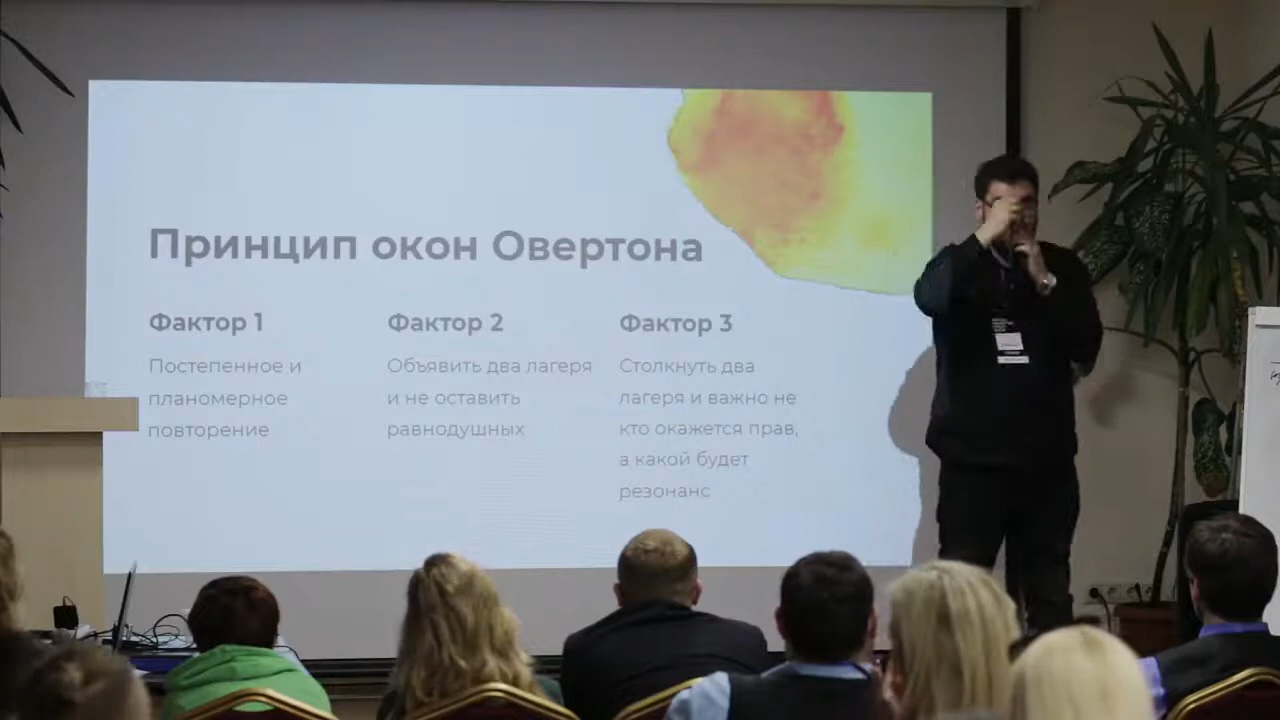 Принцип окон Овертона
Фактор 1
Постепенное и
планомерное
повторение
Фактор 2
Объявить два лагеря
и не оставить
равнодушных
Фактор 3
Столкнуть два
лагеря и важно не
кто окажется прав,
а какой будет
резонанс